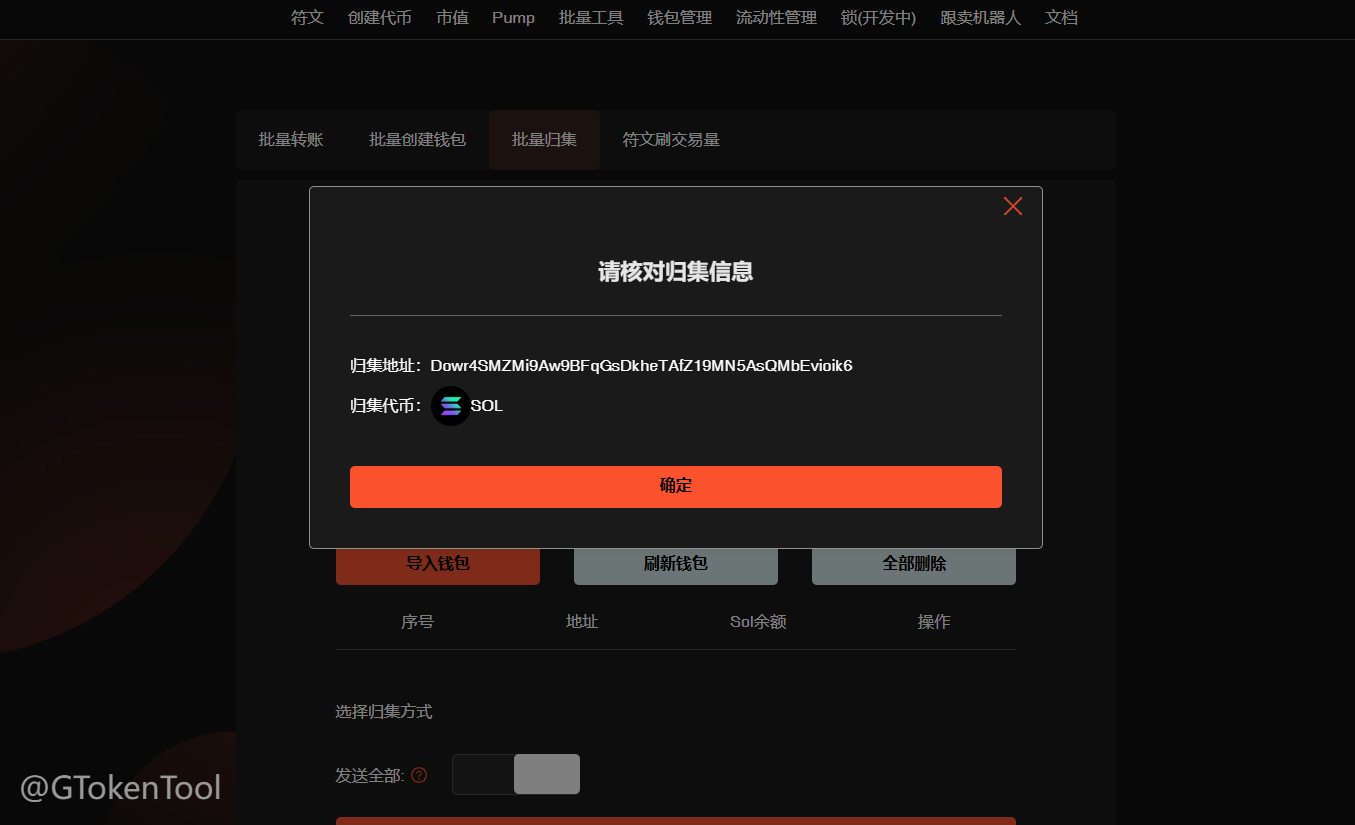 符文 创建代币 市值 Pump 批量工具 钱包管理 流动性管理 锁(开发中) 跟卖机器人 文档
批量转账 批量创建钱包 批量归集 符文刷交易量
请核对归集信息
归集地址：Dowr4SMZMi9Aw9BFqGsDkheTAfZ19MN5AsQMbEvioik6
归集代币： SOL
确定
导入钱包 刷新钱包 全部删除
序号 地址 Sol余额 操作
选择归集方式
发送全部: ?
@GTokenTool